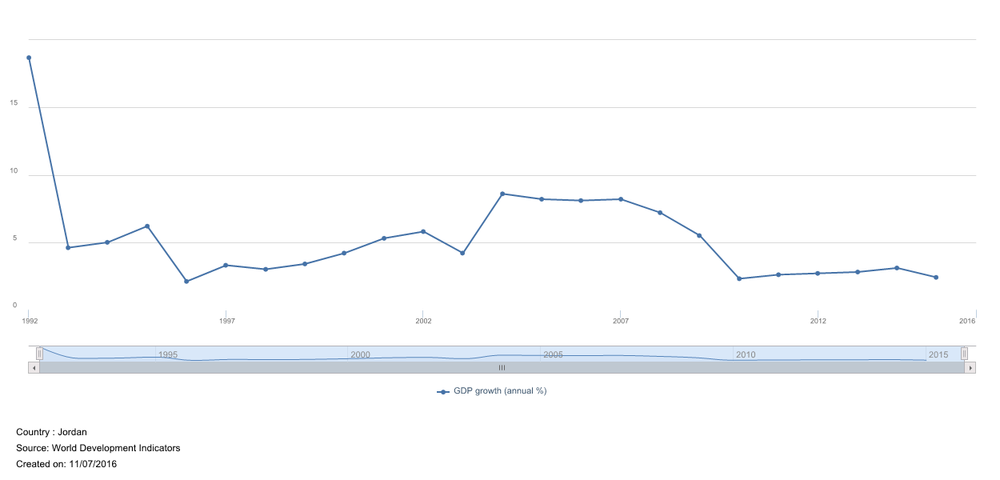 15
10
5
0
1992 1997 2002 2007 2012 2016
1995 2000 2005 2010 2015
GDP growth (annual %)
Country : Jordan
Source: World Development Indicators
Created on: 11/07/2016